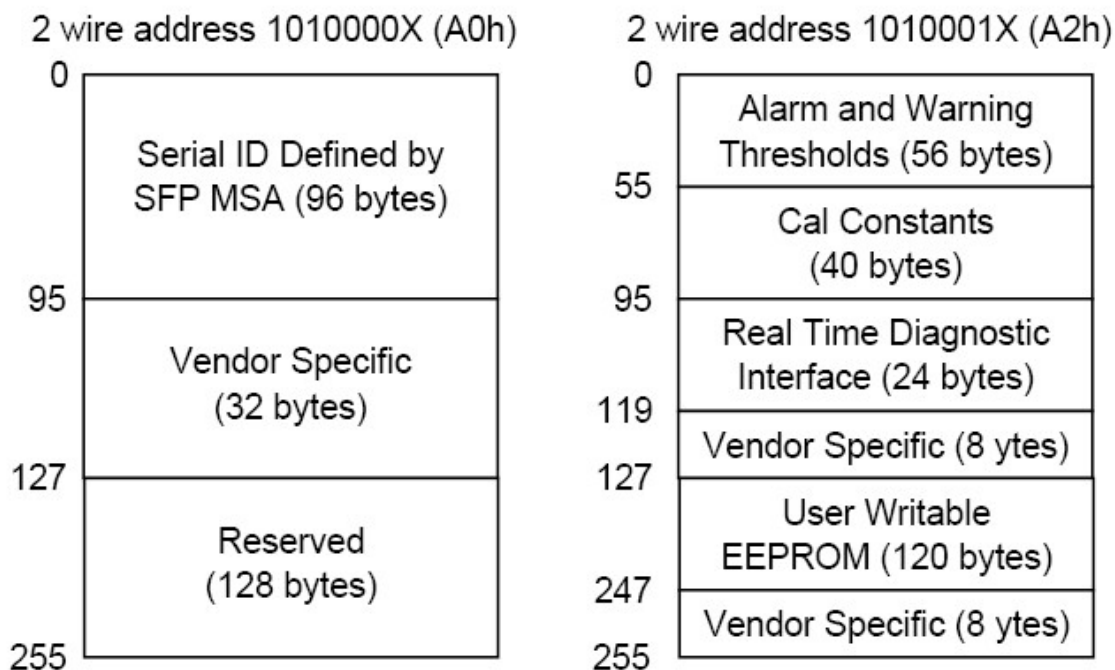 2 wire address 1010000X (A0h)
0
Serial ID Defined by
SFP MSA (96 bytes)
95
Vendor Specific
(32 bytes)
127
Reserved
(128 bytes)
255
2 wire address 1010001X (A2h)
0
Alarm and Warning
Thresholds (56 bytes)
55
Cal Constants
(40 bytes)
95
Real Time Diagnostic
Interface (24 bytes)
119
Vendor Specific (8 ytes)
127
User Writable
EEPROM (120 bytes)
247
Vendor Specific (8 ytes)
255